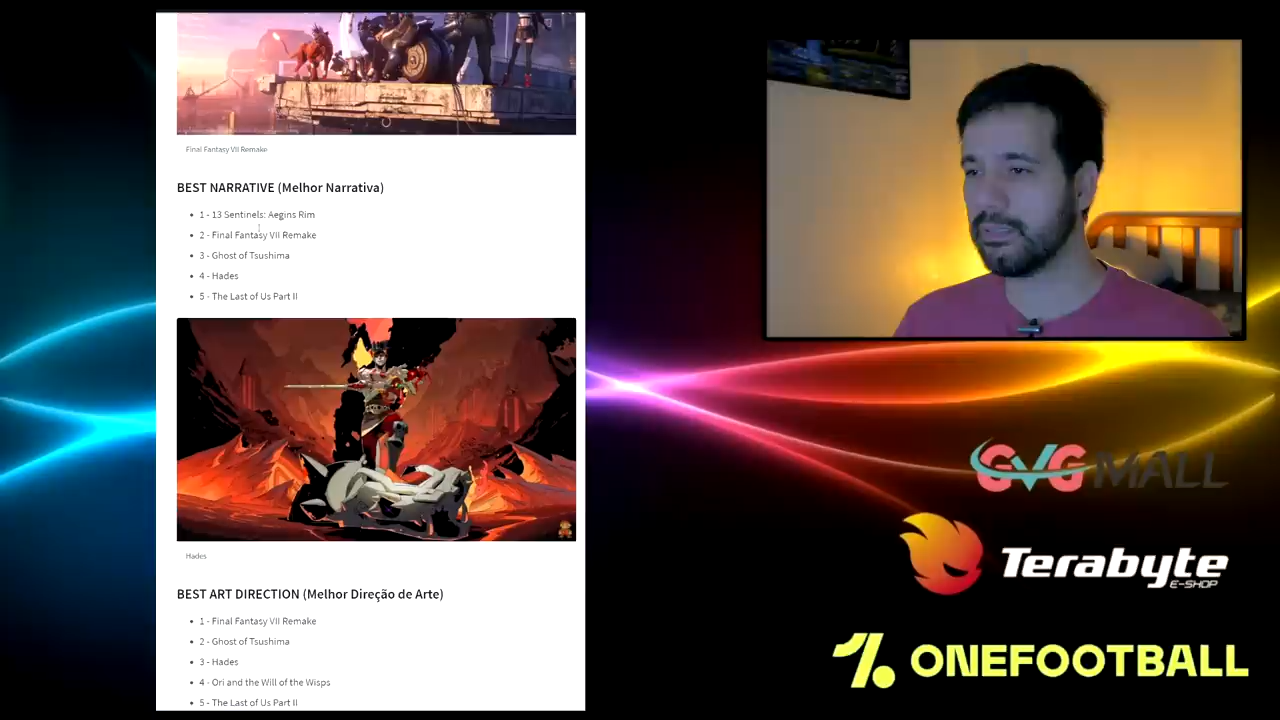 Final Fantasy VII Remake
BEST NARRATIVE (Melhor Narrativa)
1 - 13 Sentinels: Aegins Rim
2 - Final Fantasy VII Remake
3 - Ghost of Tsushima
4 - Hades
5 - The Last of Us Part II
Hades
BEST ART DIRECTION (Melhor Direção de Arte)
1 - Final Fantasy VII Remake
2 - Ghost of Tsushima
3 - Hades
4 - Ori and the Will of the Wisps
5 - The Last of Us Part II
GVGMALL
Terabyte
E-SHOP
ONEFOOTBALL